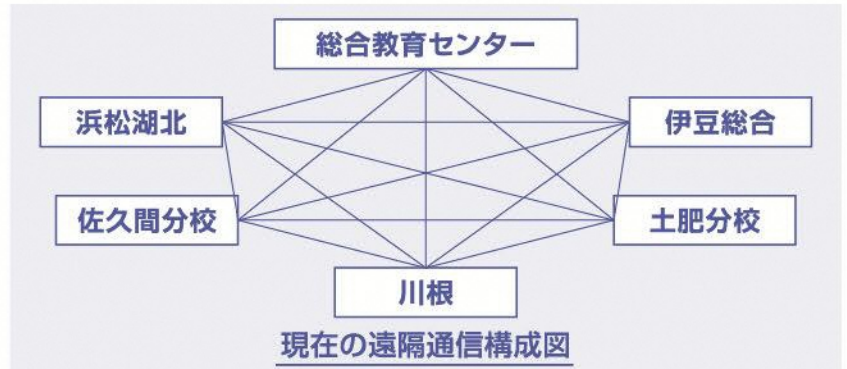 総合教育センター
浜松湖北
伊豆総合
佐久間分校
土肥分校
川根
現在の遠隔通信構成図